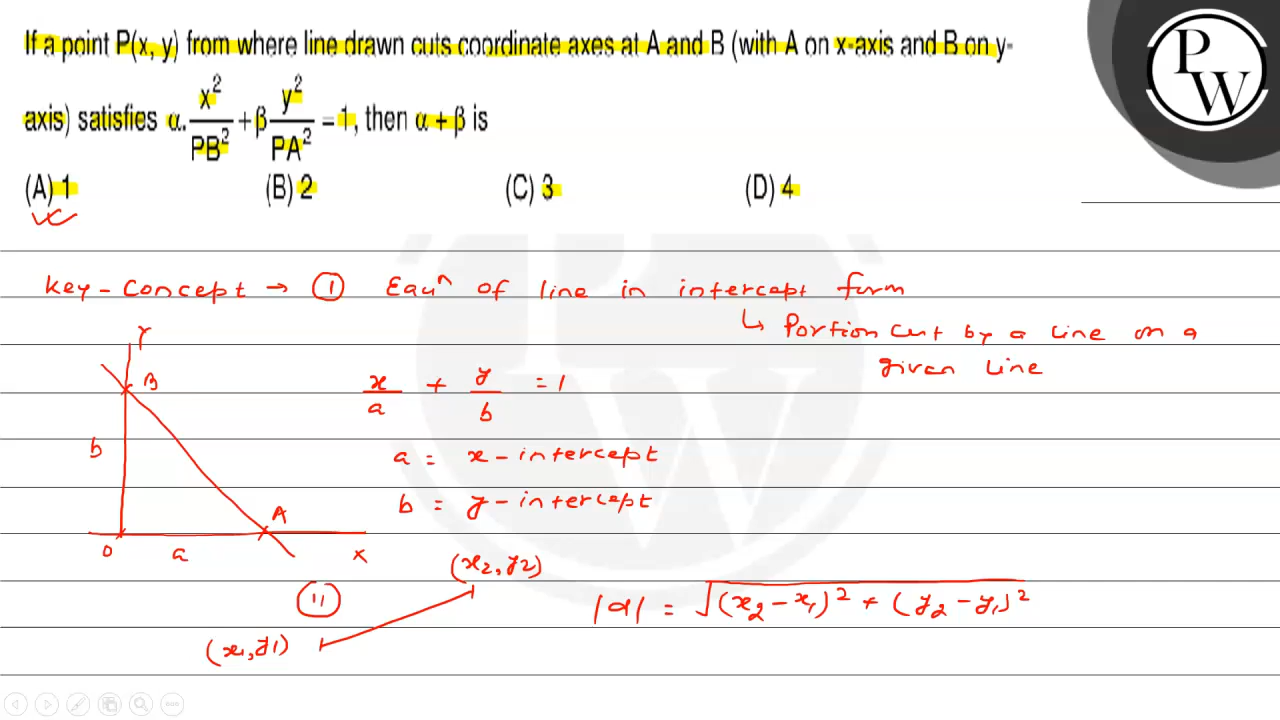 If a point P(x, y) from where line drawn cuts coordinate axes at A and B (with A on x-axis and B on y-
axis) satisfies α. x²/PB² + β y²/PA² = 1, then α + β is
(A) 1 (B) 2 (C) 3 (D) 4
PW
Key-Concept → (1) Equⁿ of line in intercept form
↳ Portion cut by a line on a
given line
Y
B
x/a + y/b = 1
b
a = x-intercept
A
b = y-intercept
O a X
(x2, y2)
(11)
|d| = √(x2 - x1)² + (y2 - y1)²
(x1, y1)